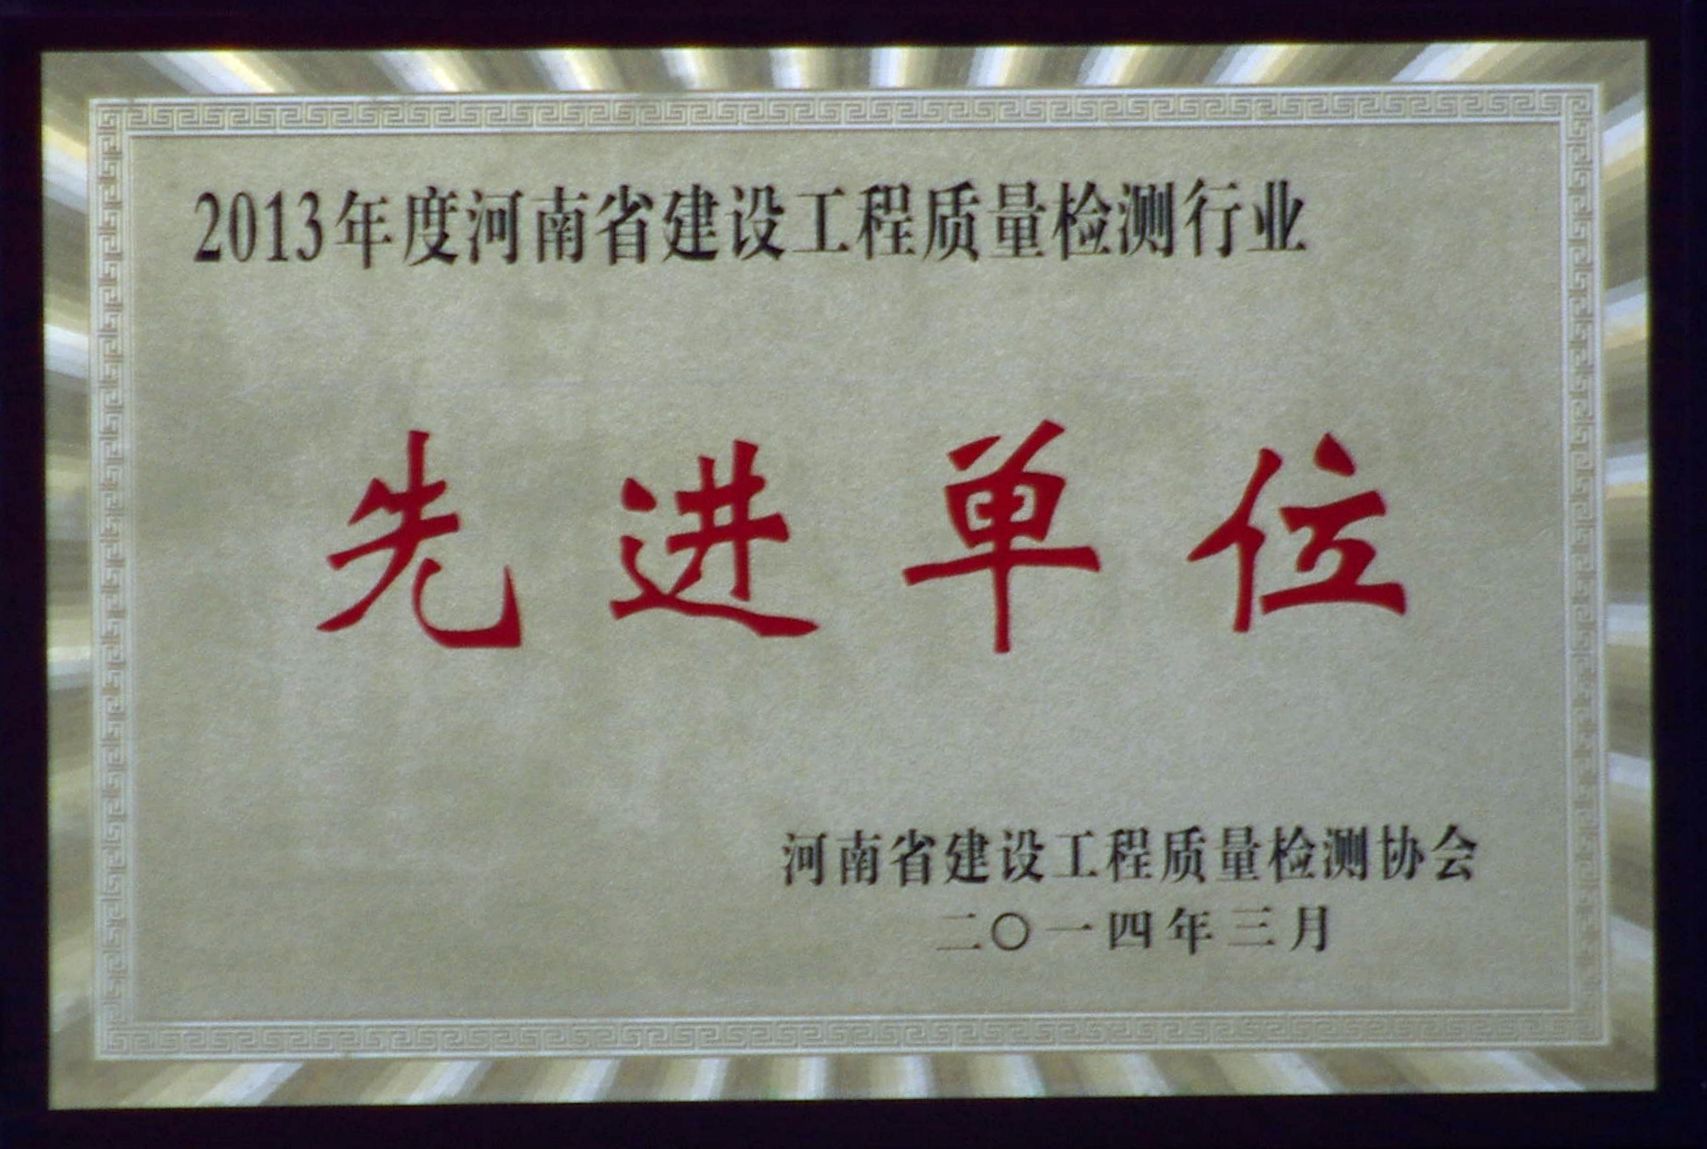 2013年度河南省建设工程质量检测行业
先进单位
河南省建设工程质量检测协会
二〇一四年三月